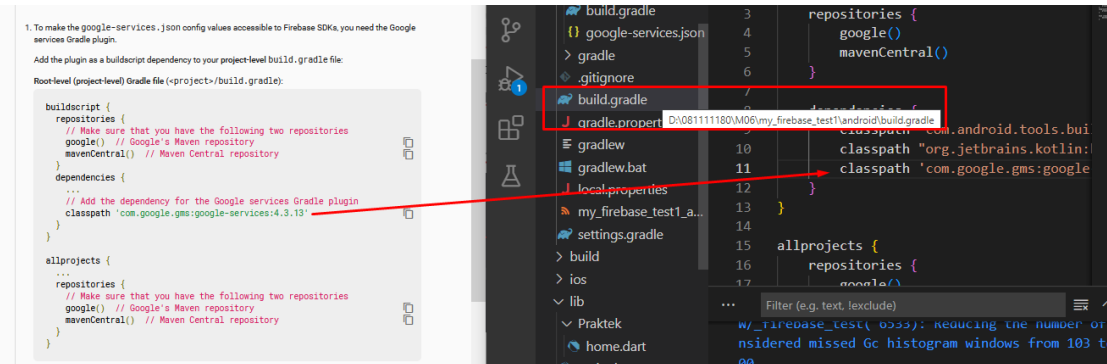 1. To make the google-services.json config values accessible to Firebase SDKs, you need the Google
services Gradle plugin.
Add the plugin as a buildscript dependency to your project-level build.gradle file:
Root-level (project-level) Gradle file (<project>/build.gradle):
buildscript {
repositories {
// Make sure that you have the following two repositories
google() // Google's Maven repository
mavenCentral() // Maven Central repository
}
dependencies {
...
// Add the dependency for the Google services Gradle plugin
classpath 'com.google.gms:google-services:4.3.13'
}
}
allprojects {
...
repositories {
// Make sure that you have the following two repositories
google() // Google's Maven repository
mavenCentral() // Maven Central repository
}
}
1
build.gradle
{} google-services.json
> gradle
.gitignore
build.gradle
gradle.propert
gradlew
gradlew.bat
local.properties
my_firebase_test1_a...
settings.gradle
> build
> ios
lib
Praktek
home.dart
D:\081111180\M06\my_firebase_test1\android\build.gradle
3 repositories {
4 google()
5 mavenCentral()
6 }
7
dependencies {
classpath "com.android.tools.bui
10 classpath "org.jetbrains.kotlin:
11 classpath 'com.google.gms:google
12 }
13 }
14
15 allprojects {
16 repositories {
17 google()
... Filter (e.g. text, !exclude)
W/_firebase_test( 6533): Reducing the number of
nsidered missed Gc histogram windows from 103 t
00